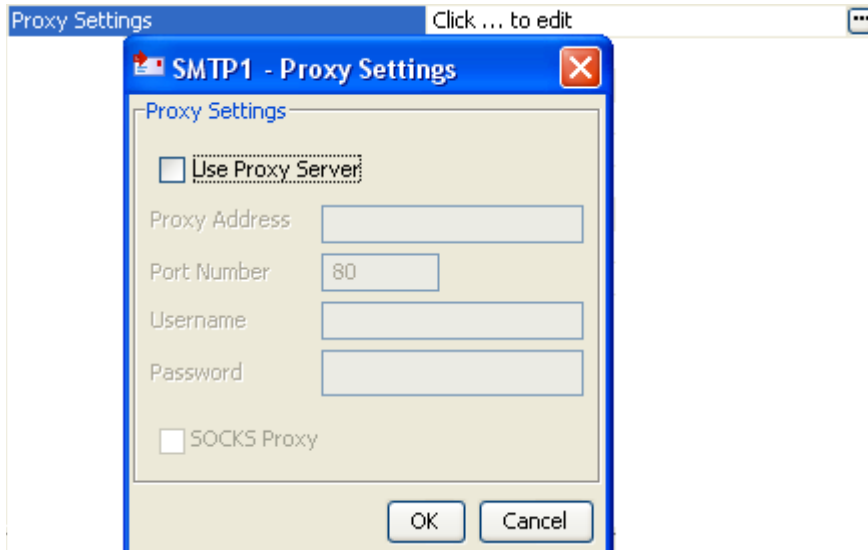 Proxy Settings Click ... to edit
SMTP1 - Proxy Settings
Proxy Settings
Use Proxy Server
Proxy Address
Port Number 80
Username
Password
SOCKS Proxy
OK Cancel